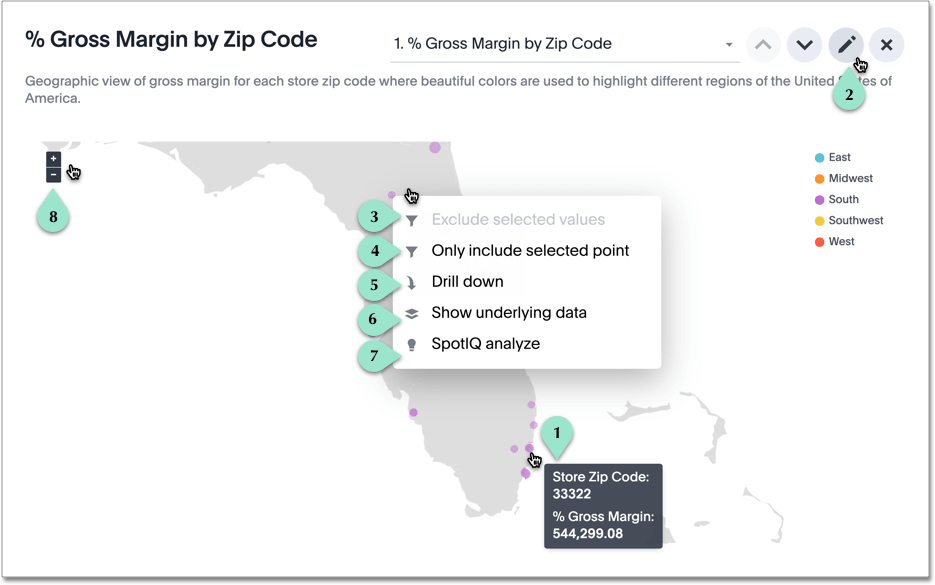 % Gross Margin by Zip Code
1. % Gross Margin by Zip Code
Geographic view of gross margin for each store zip code where beautiful colors are used to highlight different regions of the United States of
America.
2
+
−
8
East
Midwest
South
Southwest
West
3 Exclude selected values
4 Only include selected point
5 Drill down
6 Show underlying data
7 SpotIQ analyze
1
Store Zip Code:
33322
% Gross Margin:
544,299.08